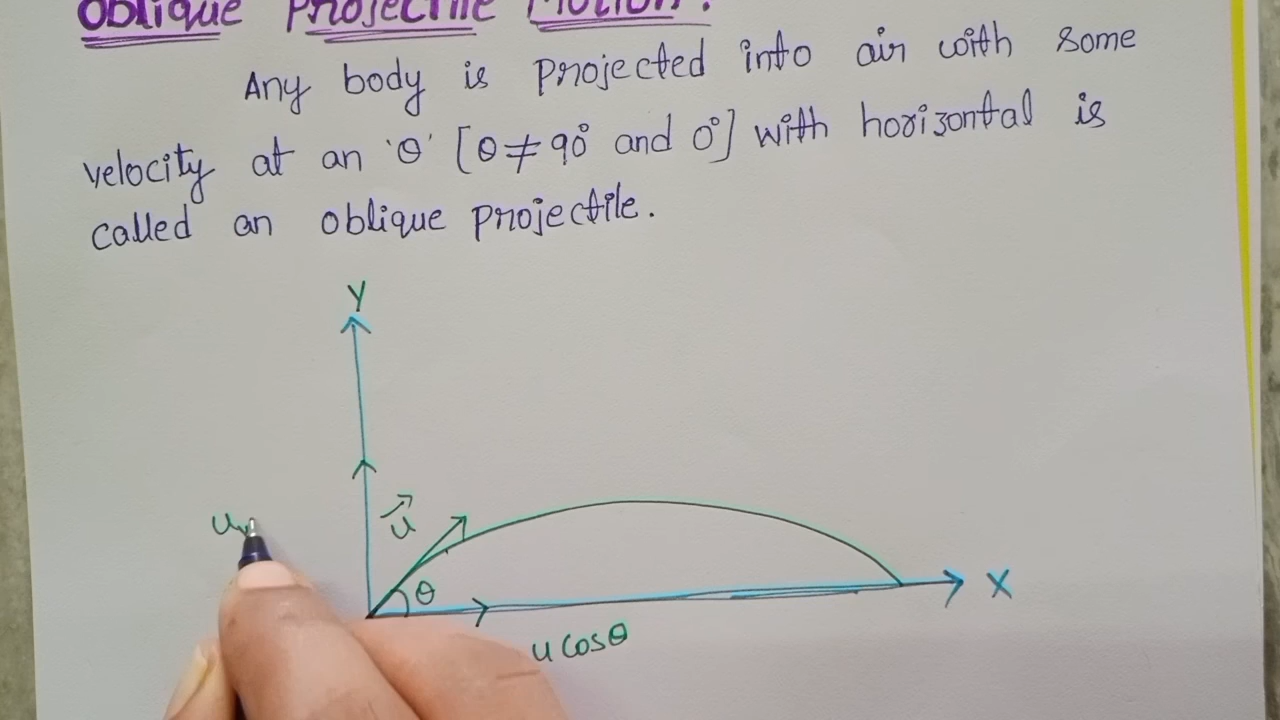 Oblique Projectile Motion:
Any body is projected into air with some
velocity at an 'θ' [θ≠90° and 0°] with horizontal is
called an oblique projectile.
Y
u
u
θ
X
u cosθ